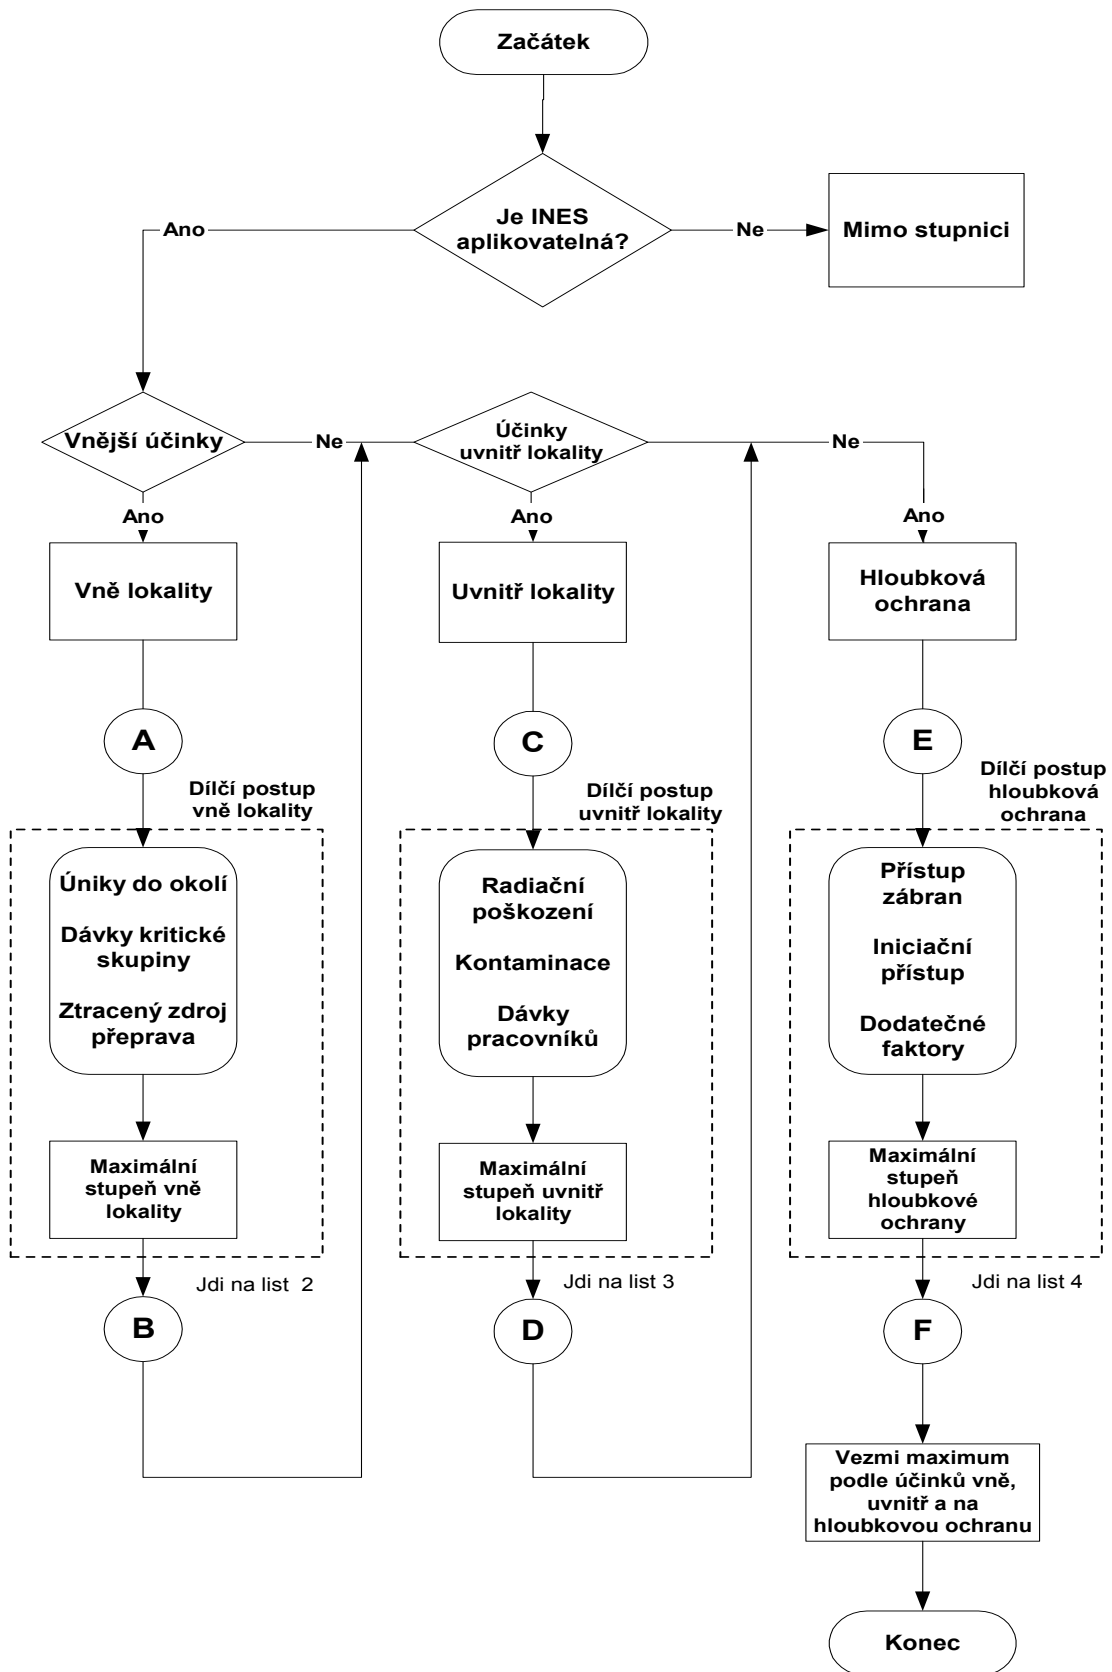 Začátek
Je INES
aplikovatelná?
Ano
Ne
Mimo stupnici
Vnější účinky
Ne
Účinky
uvnitř lokality
Ne
Ano
Ano
Ano
Vně lokality
Uvnitř lokality
Hloubková
ochrana
A
C
E
Dílčí postup
vně lokality
Dílčí postup
uvnitř lokality
Dílčí postup
hloubková
ochrana
Úniky do okolí
Dávky kritické
skupiny
Ztracený zdroj
přeprava
Radiační
poškození
Kontaminace
Dávky
pracovníků
Přístup
zábran
Iniciační
přístup
Dodatečné
faktory
Maximální
stupeň vně
lokality
Maximální
stupeň uvnitř
lokality
Maximální
stupeň
hloubkové
ochrany
Jdi na list 2
Jdi na list 3
Jdi na list 4
B
D
F
Vezmi maximum
podle účinků vně,
uvnitř a na
hloubkovou ochranu
Konec